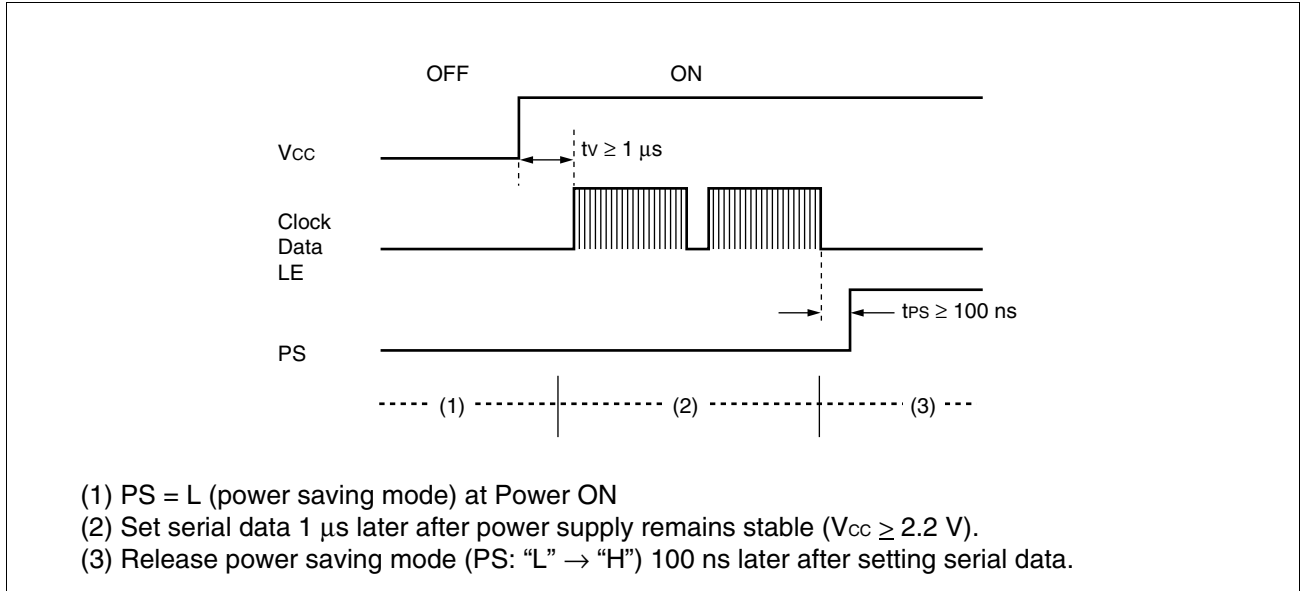 OFF ON
VCC
tV ≥ 1 μs
Clock
Data
LE
tPS ≥ 100 ns
PS
(1) (2) (3)
(1) PS = L (power saving mode) at Power ON
(2) Set serial data 1 μs later after power supply remains stable (VCC ≥ 2.2 V).
(3) Release power saving mode (PS: “L” → “H”) 100 ns later after setting serial data.